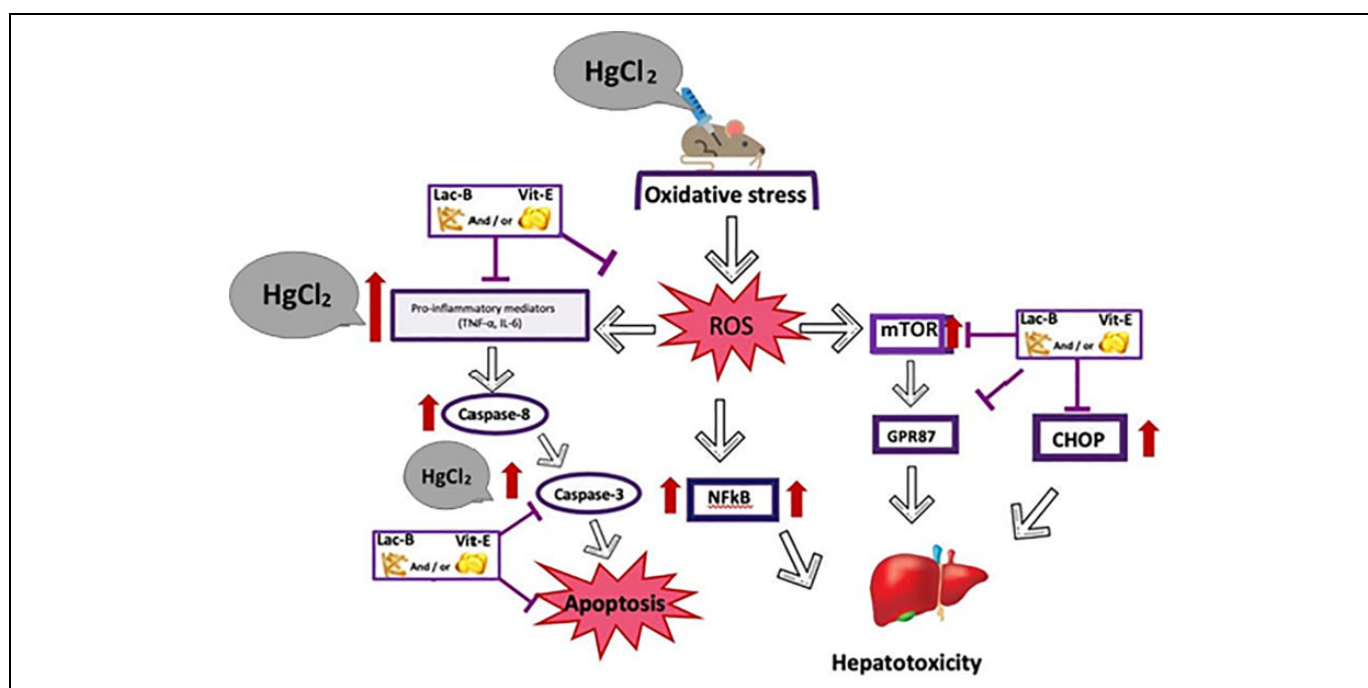 HgCl₂
Oxidative stress
Lac-B Vit-E
And / or
HgCl₂
Pro-inflammatory mediators
(TNF-α, IL-6)
ROS
mTOR
Lac-B Vit-E
And / or
Caspase-8
GPR87
CHOP
HgCl₂
Caspase-3
NFkB
Lac-B Vit-E
And / or
Apoptosis
Hepatotoxicity